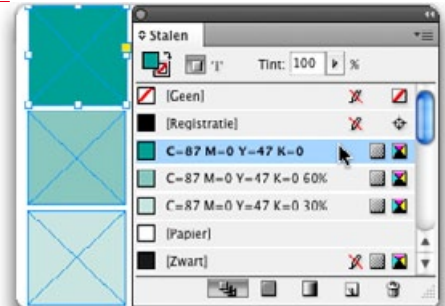 Stalen
T Tint: 100 %
[Geen]
[Registratie]
C=87 M=0 Y=47 K=0
C=87 M=0 Y=47 K=0 60%
C=87 M=0 Y=47 K=0 30%
[Papier]
[Zwart]